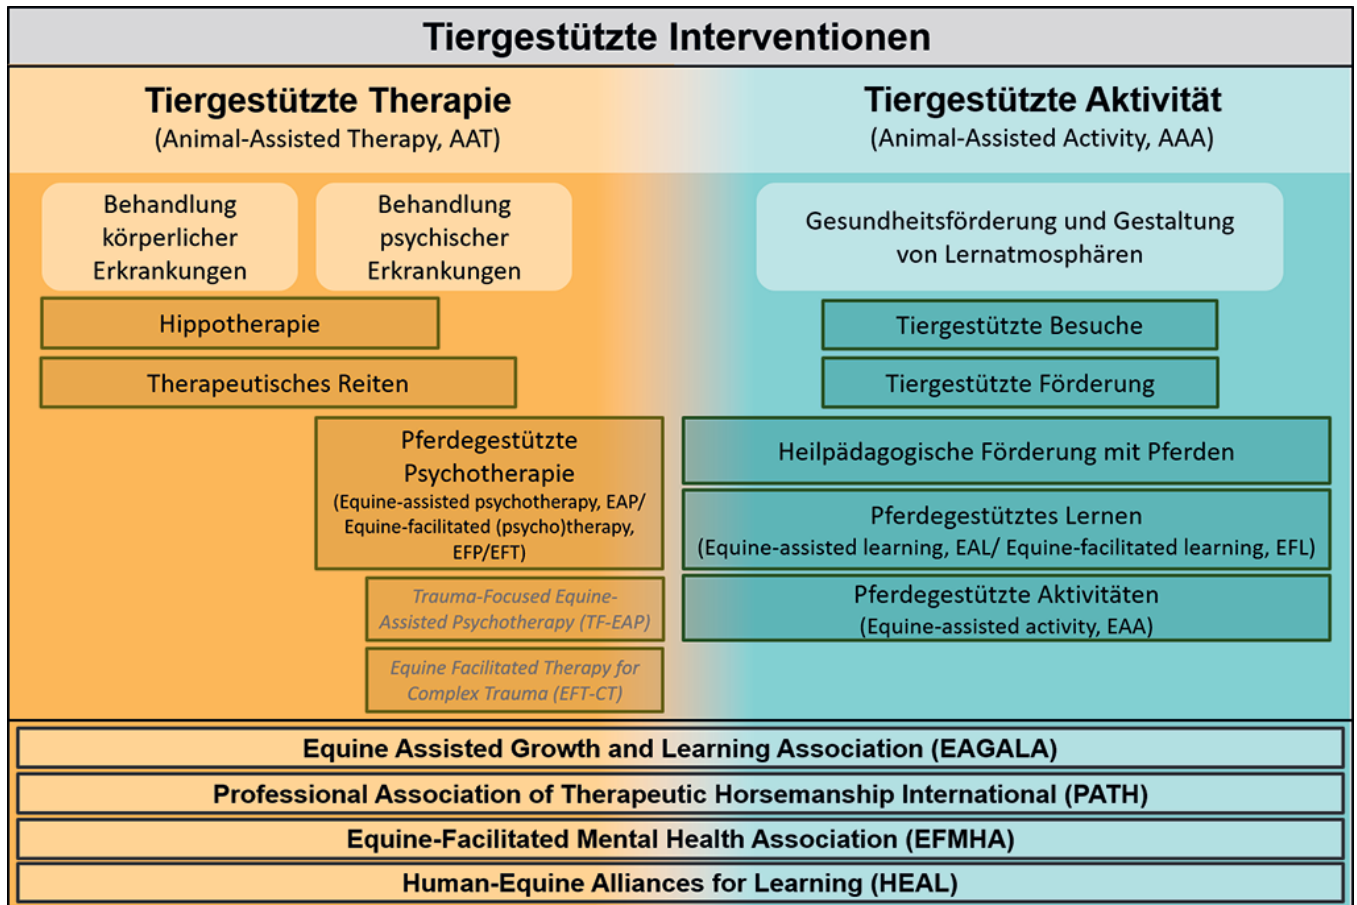 Tiergestützte Interventionen
Tiergestützte Therapie
(Animal-Assisted Therapy, AAT)
Tiergestützte Aktivität
(Animal-Assisted Activity, AAA)
Behandlung
körperlicher
Erkrankungen
Behandlung
psychischer
Erkrankungen
Gesundheitsförderung und Gestaltung
von Lernatmosphären
Hippotherapie
Therapeutisches Reiten
Pferdegestützte
Psychotherapie
(Equine-assisted psychotherapy, EAP/
Equine-facilitated (psycho)therapy,
EFP/EFT)
Trauma-Focused Equine-
Assisted Psychotherapy (TF-EAP)
Equine Facilitated Therapy for
Complex Trauma (EFT-CT)
Tiergestützte Besuche
Tiergestützte Förderung
Heilpädagogische Förderung mit Pferden
Pferdegestütztes Lernen
(Equine-assisted learning, EAL/ Equine-facilitated learning, EFL)
Pferdegestützte Aktivitäten
(Equine-assisted activity, EAA)
Equine Assisted Growth and Learning Association (EAGALA)
Professional Association of Therapeutic Horsemanship International (PATH)
Equine-Facilitated Mental Health Association (EFMHA)
Human-Equine Alliances for Learning (HEAL)